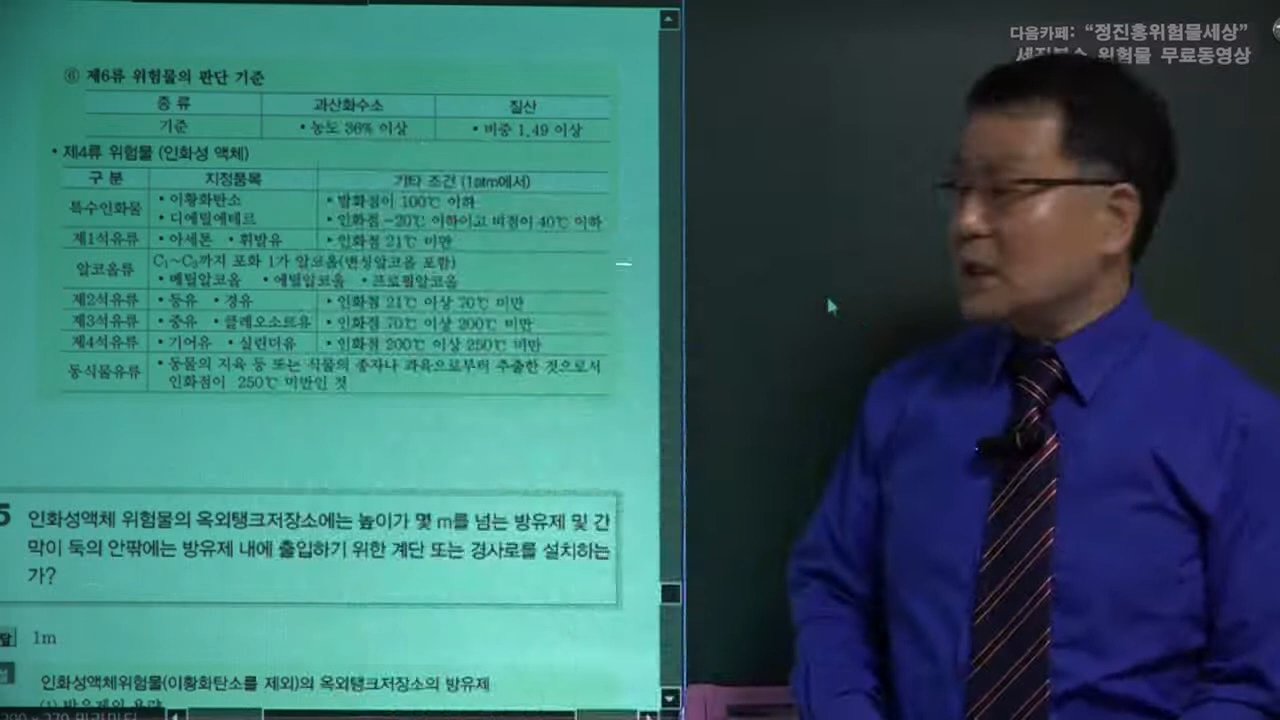 다음카페: “정진홍위험물세상”
위험물 무료동영상
⑥ 제6류 위험물의 판단 기준
종 류 과산화수소 질산
기준 • 농도 36% 이상 • 비중 1.49 이상
• 제4류 위험물 (인화성 액체)
구 분 지정품목 기타 조건 (1atm에서)
특수인화물 • 이황화탄소 • 발화점이 100℃ 이하
• 디에틸에테르 • 인화점 -20℃ 이하이고 비점이 40℃ 이하
제1석유류 • 아세톤 • 휘발유 • 인화점 21℃ 미만
알코올류 C₁~C₃까지 포화 1가 알코올(변성알코올 포함)
• 메틸알코올 • 에틸알코올 • 프로필알코올
제2석유류 • 등유 • 경유 • 인화점 21℃ 이상 70℃ 미만
제3석유류 • 중유 • 클레오소트유 • 인화점 70℃ 이상 200℃ 미만
제4석유류 • 기어유 • 실린더유 • 인화점 200℃ 이상 250℃ 미만
동식물유류 • 동물의 지육 등 또는 식물의 종자나 과육으로부터 추출한 것으로서
인화점이 250℃ 미만인 것
5 인화성액체 위험물의 옥외탱크저장소에는 높이가 몇 m를 넘는 방유제 및 간
막이 둑의 안팎에는 방유제 내에 출입하기 위한 계단 또는 경사로를 설치하는
가?
답 1m
인화성액체위험물(이황화탄소를 제외)의 옥외탱크저장소의 방유제
(1) 방유제의 용량